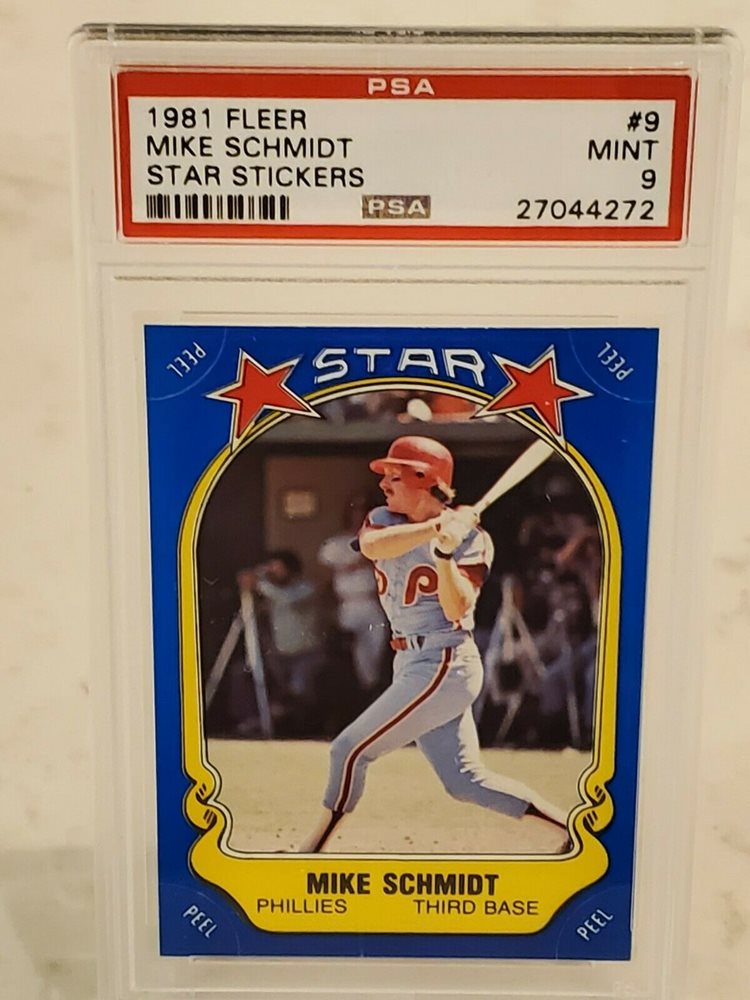 PSA
1981 FLEER #9
MIKE SCHMIDT MINT
STAR STICKERS 9
PSA 27044272
PEEL STAR PEEL
P
MIKE SCHMIDT
PHILLIES THIRD BASE
PEEL PEEL